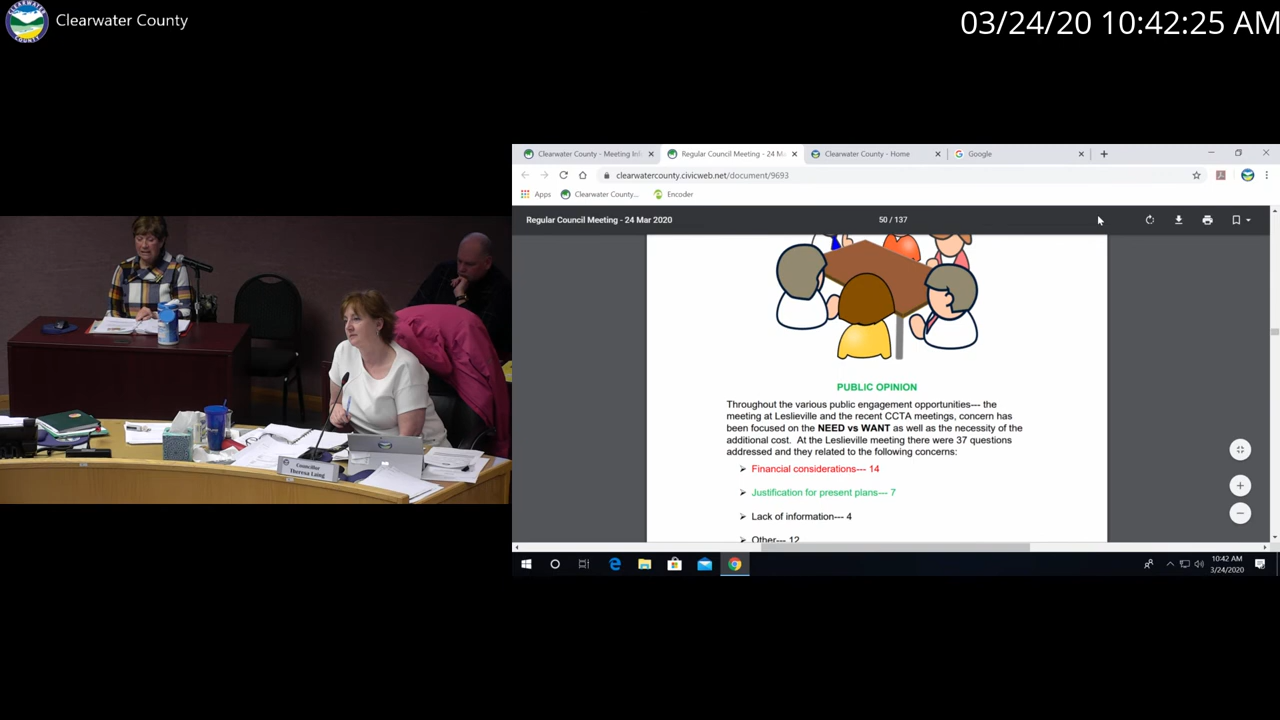 Clearwater County
03/24/20 10:42:25 AM
Clearwater County - Meeting Inf
Regular Council Meeting - 24 M
Clearwater County - Home
Google
clearwatercounty.civicweb.net/document/9693
Apps
Clearwater County...
Encoder
Regular Council Meeting - 24 Mar 2020
50 / 137
PUBLIC OPINION
Throughout the various public engagement opportunities--- the
meeting at Leslieville and the recent CCTA meetings, concern has
been focused on the NEED vs WANT as well as the necessity of the
additional cost. At the Leslieville meeting there were 37 questions
addressed and they related to the following concerns:
➢ Financial considerations--- 14
➢ Justification for present plans--- 7
➢ Lack of information--- 4
➢ Other--- 12
Councillor
Theresa Laing
10:42 AM
3/24/2020